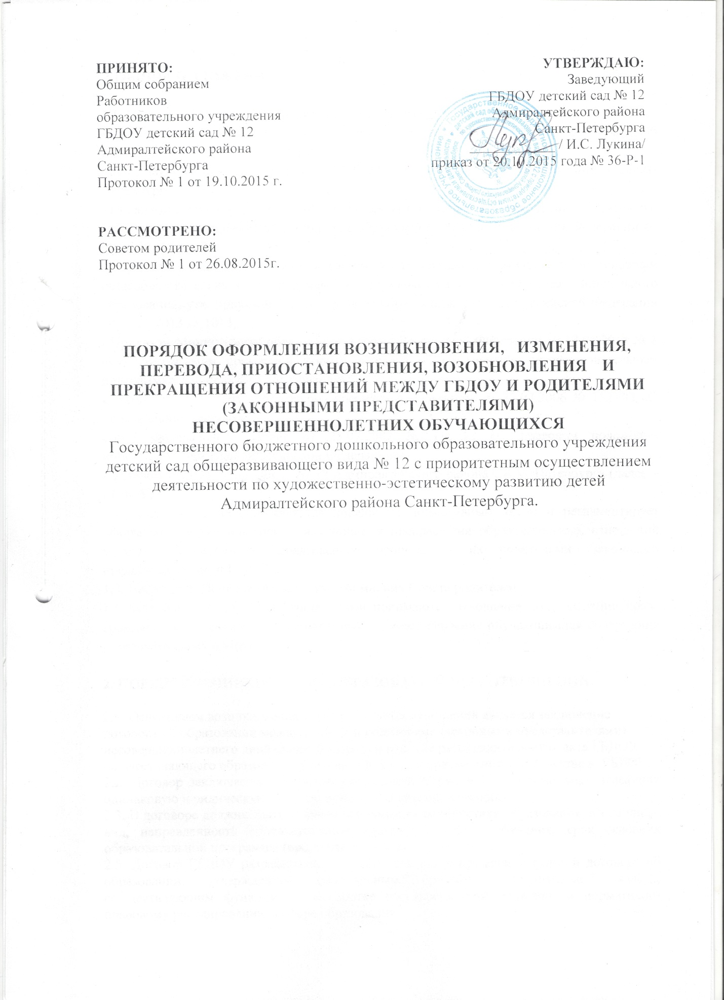 ПРИНЯТО:
Общим собранием
Работников
образовательного учреждения
ГБДОУ детский сад № 12
Адмиралтейского района
Санкт-Петербурга
Протокол № 1 от 19.10.2015 г.
УТВЕРЖДАЮ:
Заведующий
ГБДОУ детский сад № 12
Адмиралтейского района
Санкт-Петербурга
/ И.С. Лукина/
приказ от 20.10.2015 года № 36-Р-1
РАССМОТРЕНО:
Советом родителей
Протокол № 1 от 26.08.2015г.
ПОРЯДОК ОФОРМЛЕНИЯ ВОЗНИКНОВЕНИЯ, ИЗМЕНЕНИЯ,
ПЕРЕВОДА, ПРИОСТАНОВЛЕНИЯ, ВОЗОБНОВЛЕНИЯ И
ПРЕКРАЩЕНИЯ ОТНОШЕНИЙ МЕЖДУ ГБДОУ И РОДИТЕЛЯМИ
(ЗАКОННЫМИ ПРЕДСТАВИТЕЛЯМИ)
НЕСОВЕРШЕННОЛЕТНИХ ОБУЧАЮЩИХСЯ
Государственного бюджетного дошкольного образовательного учреждения
детский сад общеразвивающего вида № 12 с приоритетным осуществлением
деятельности по художественно-эстетическому развитию детей
Адмиралтейского района Санкт-Петербурга.